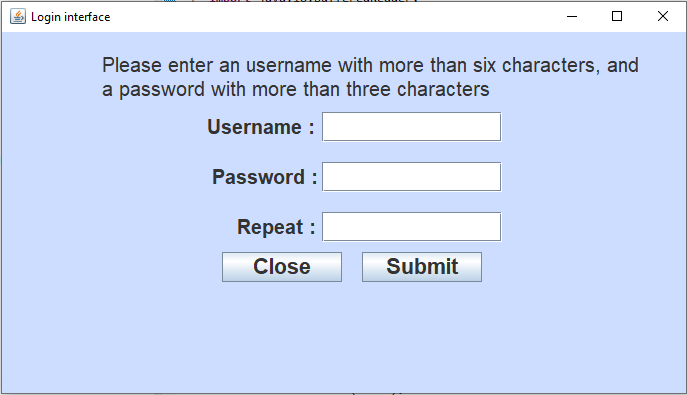 Login interface
Please enter an username with more than six characters, and
a password with more than three characters
Username :
Password :
Repeat :
Close Submit